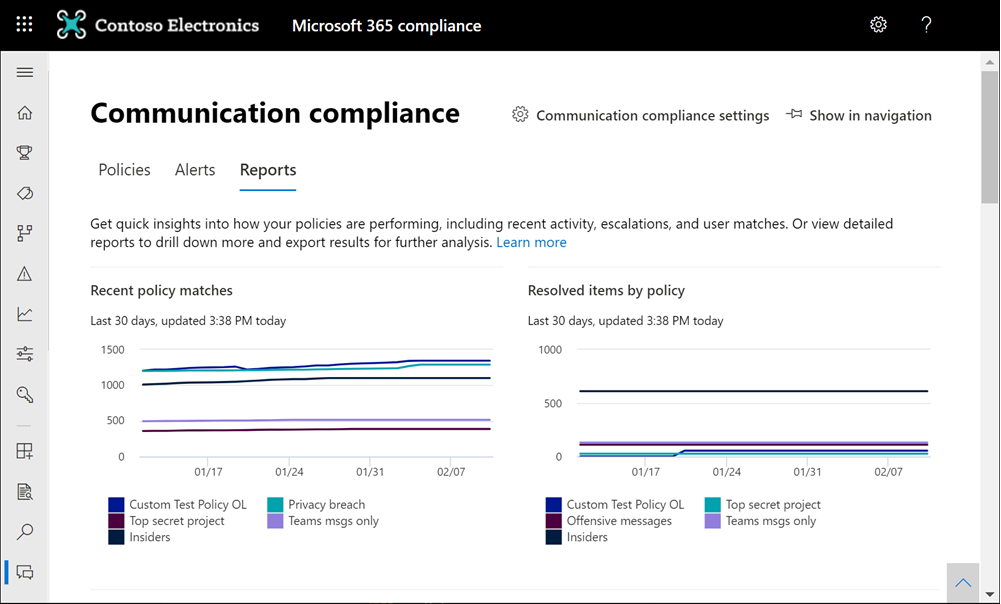 Contoso Electronics
Microsoft 365 compliance
?
Communication compliance
Communication compliance settings
Show in navigation
Policies
Alerts
Reports
Get quick insights into how your policies are performing, including recent activity, escalations, and user matches. Or view detailed
reports to drill down more and export results for further analysis. Learn more
Recent policy matches
Last 30 days, updated 3:38 PM today
1500
1000
500
0
01/17 01/24 01/31 02/07
Custom Test Policy OL
Privacy breach
Top secret project
Teams msgs only
Insiders
Resolved items by policy
Last 30 days, updated 3:38 PM today
1000
500
0
01/17 01/24 01/31 02/07
Custom Test Policy OL
Top secret project
Offensive messages
Teams msgs only
Insiders